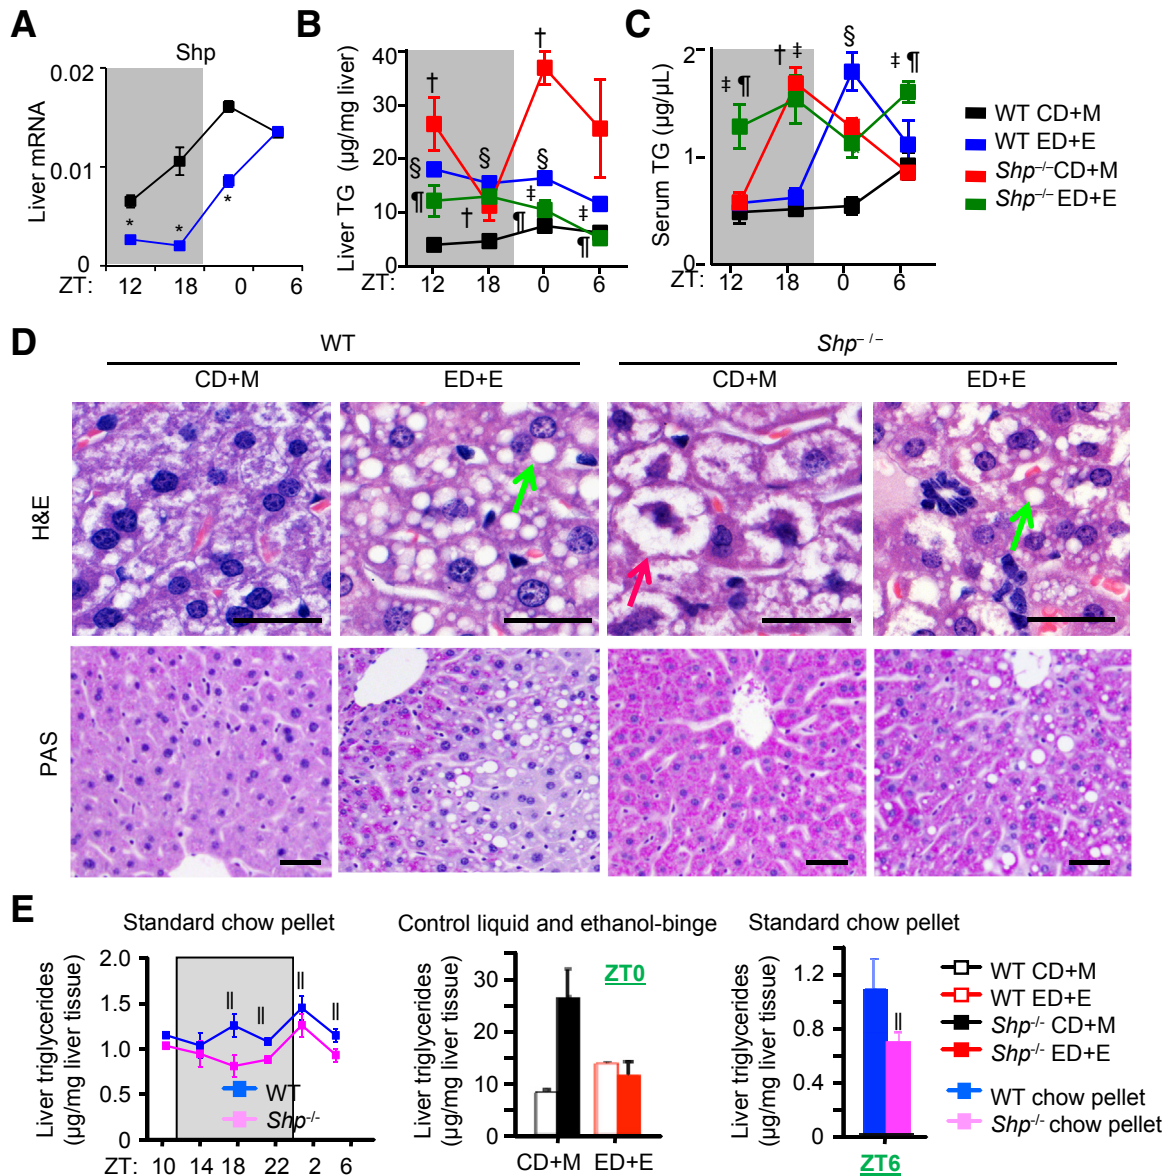 A
Shp
Liver mRNA
0.02
0.01
0
*
*
*
ZT:
12
18
0
6
B
Liver TG (µg/mg liver)
40
30
20
10
0
†
§
¶
§
†
†
§
‡
¶
‡
¶
ZT:
12
18
0
6
C
Serum TG (µg/µL)
2
1
0
‡ ¶
† ‡
§
‡ ¶
ZT:
12
18
0
6
WT CD+M
WT ED+E
Shp–/–CD+M
Shp–/– ED+E
D
WT
Shp– /–
CD+M
ED+E
CD+M
ED+E
H&E
PAS
E
Standard chow pellet
Liver triglycerides
(µg/mg liver tissue)
2.0
1.5
1.0
0.5
0
||
||
||
||
WT
Shp-/-
ZT:
10
14
18
22
2
6
Control liquid and ethanol-binge
Liver triglycerides
(µg/mg liver tissue)
30
20
10
0
ZT0
CD+M
ED+E
Standard chow pellet
Liver triglycerides
(µg/mg liver tissue)
1.2
0.8
0.4
0
||
ZT6
WT CD+M
WT ED+E
Shp-/- CD+M
Shp-/- ED+E
WT chow pellet
Shp-/- chow pellet